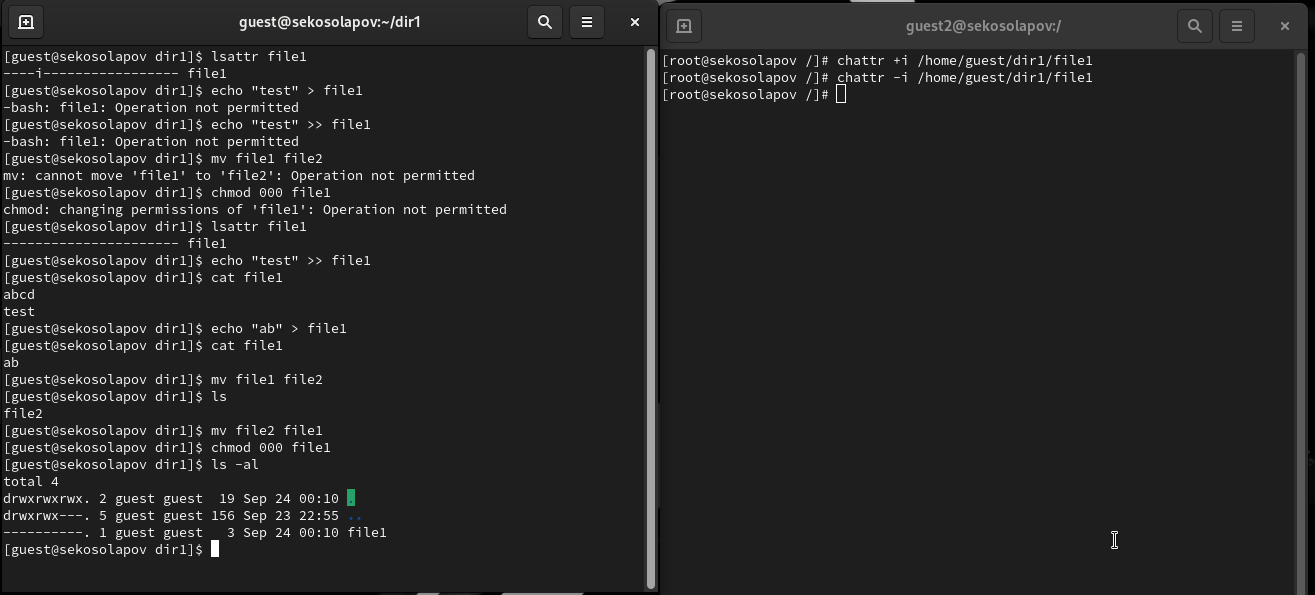 guest@sekosolapov:~/dir1
[guest@sekosolapov dir1]$ lsattr file1
----i----------------- file1
[guest@sekosolapov dir1]$ echo "test" > file1
-bash: file1: Operation not permitted
[guest@sekosolapov dir1]$ echo "test" >> file1
-bash: file1: Operation not permitted
[guest@sekosolapov dir1]$ mv file1 file2
mv: cannot move 'file1' to 'file2': Operation not permitted
[guest@sekosolapov dir1]$ chmod 000 file1
chmod: changing permissions of 'file1': Operation not permitted
[guest@sekosolapov dir1]$ lsattr file1
---------------------- file1
[guest@sekosolapov dir1]$ echo "test" >> file1
[guest@sekosolapov dir1]$ cat file1
abcd
test
[guest@sekosolapov dir1]$ echo "ab" > file1
[guest@sekosolapov dir1]$ cat file1
ab
[guest@sekosolapov dir1]$ mv file1 file2
[guest@sekosolapov dir1]$ ls
file2
[guest@sekosolapov dir1]$ mv file2 file1
[guest@sekosolapov dir1]$ chmod 000 file1
[guest@sekosolapov dir1]$ ls -al
total 4
drwxrwxrwx. 2 guest guest  19 Sep 24 00:10 .
drwxrwx---. 5 guest guest 156 Sep 23 22:55 ..
----------. 1 guest guest   3 Sep 24 00:10 file1
[guest@sekosolapov dir1]$
guest2@sekosolapov:/
[root@sekosolapov /]# chattr +i /home/guest/dir1/file1
[root@sekosolapov /]# chattr -i /home/guest/dir1/file1
[root@sekosolapov /]#